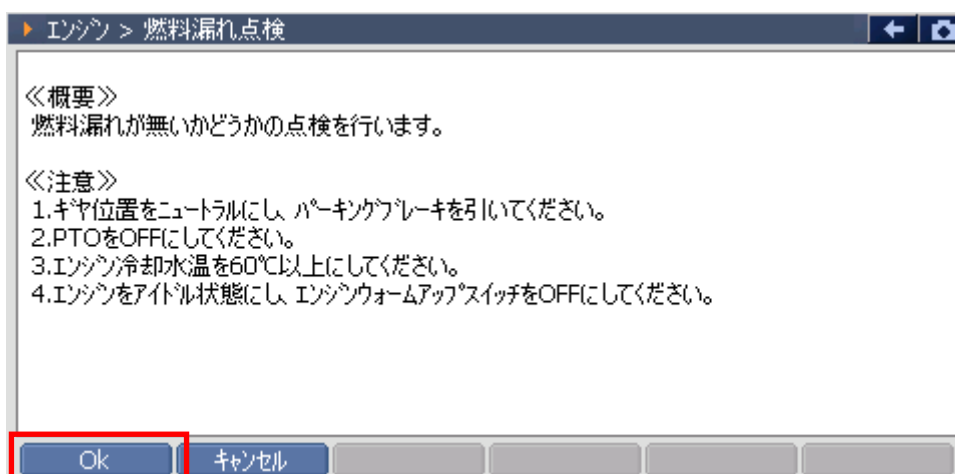 エンジン > 燃料漏れ点検
≪概要≫
燃料漏れが無いかどうかの点検を行います。
≪注意≫
1.ギヤ位置をニュートラルにし、パーキングブレーキを引いてください。
2.PTOをOFFにしてください。
3.エンジン冷却水温を60℃以上にしてください。
4.エンジンをアイドル状態にし、エンジンウォームアップスイッチをOFFにしてください。
Ok
キャンセル